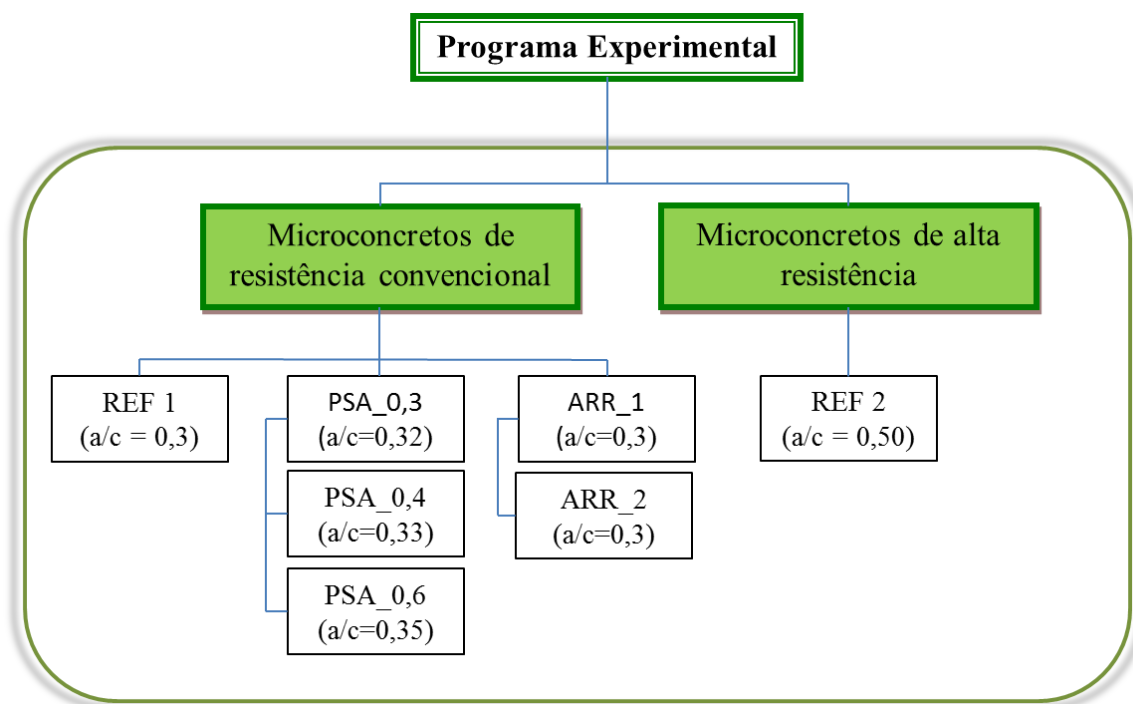 Programa Experimental
Microconcretos de
resistência convencional
Microconcretos de alta
resistência
REF 1
(a/c = 0,3)
PSA_0,3
(a/c=0,32)
PSA_0,4
(a/c=0,33)
PSA_0,6
(a/c=0,35)
ARR_1
(a/c=0,3)
ARR_2
(a/c=0,3)
REF 2
(a/c = 0,50)